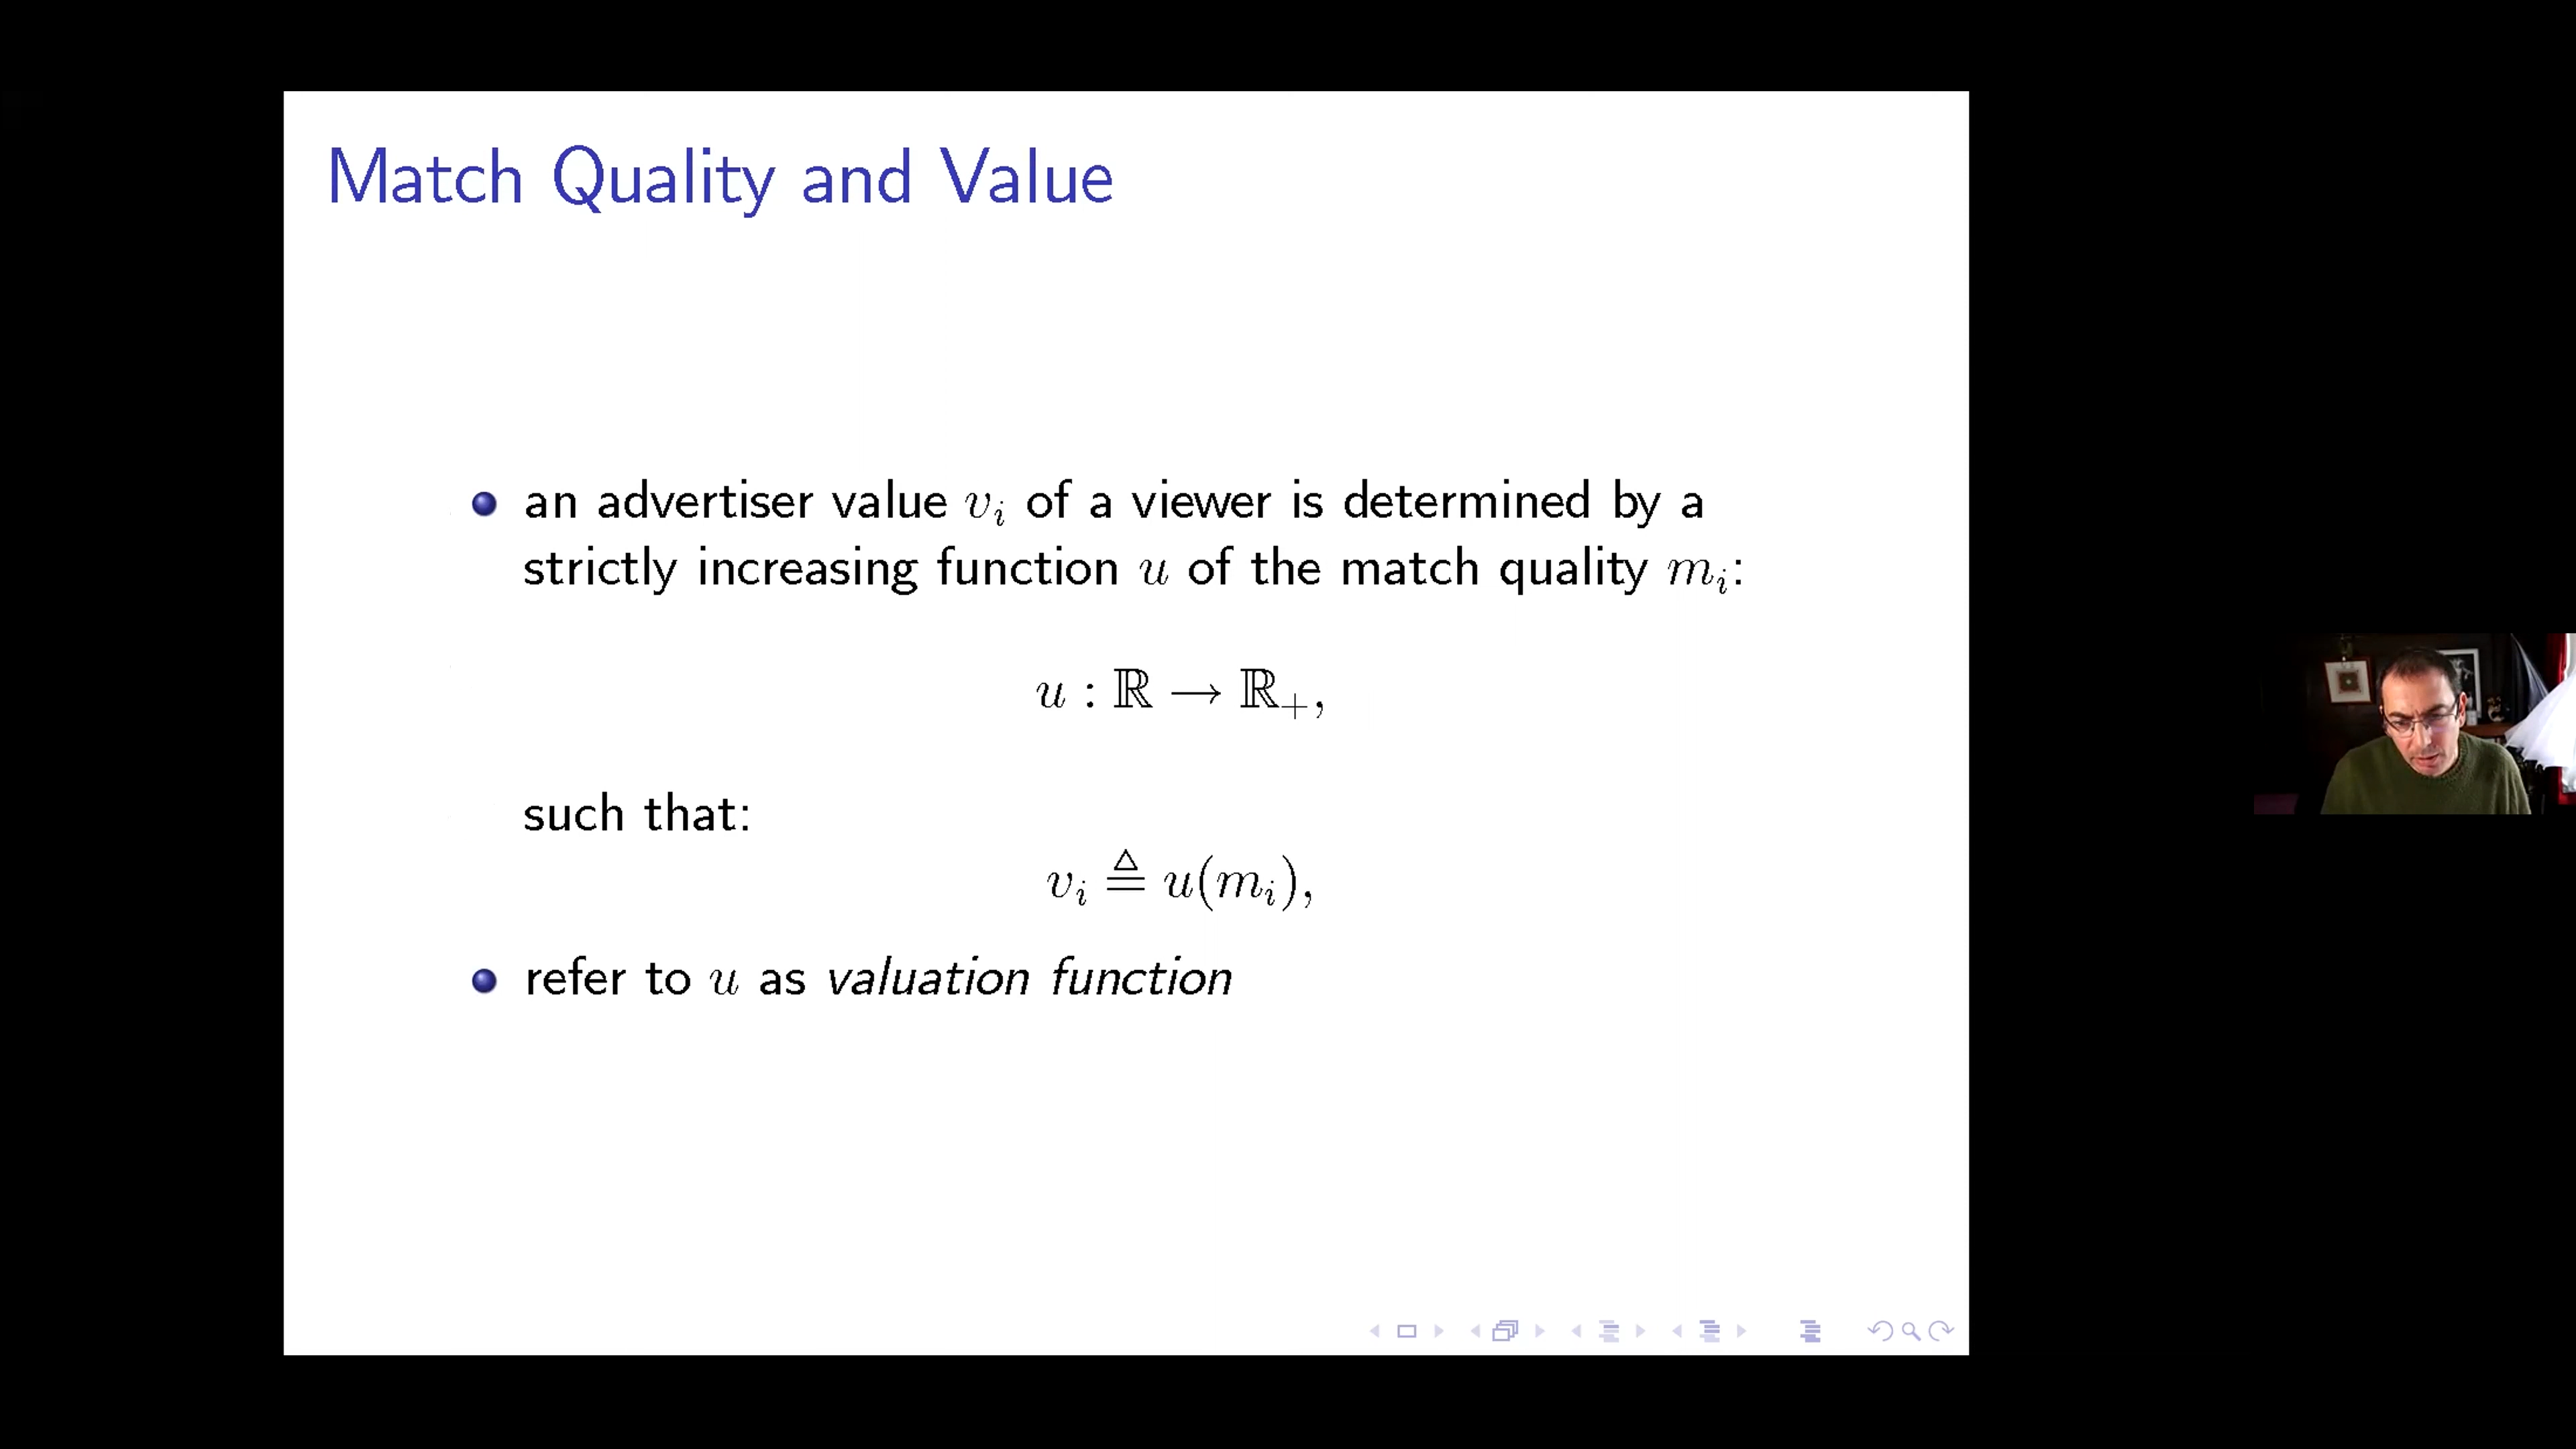 Match Quality and Value
an advertiser value v_i of a viewer is determined by a
strictly increasing function u of the match quality m_i:
u : ℝ → ℝ₊,
such that:
v_i ≜ u(m_i),
refer to u as valuation function